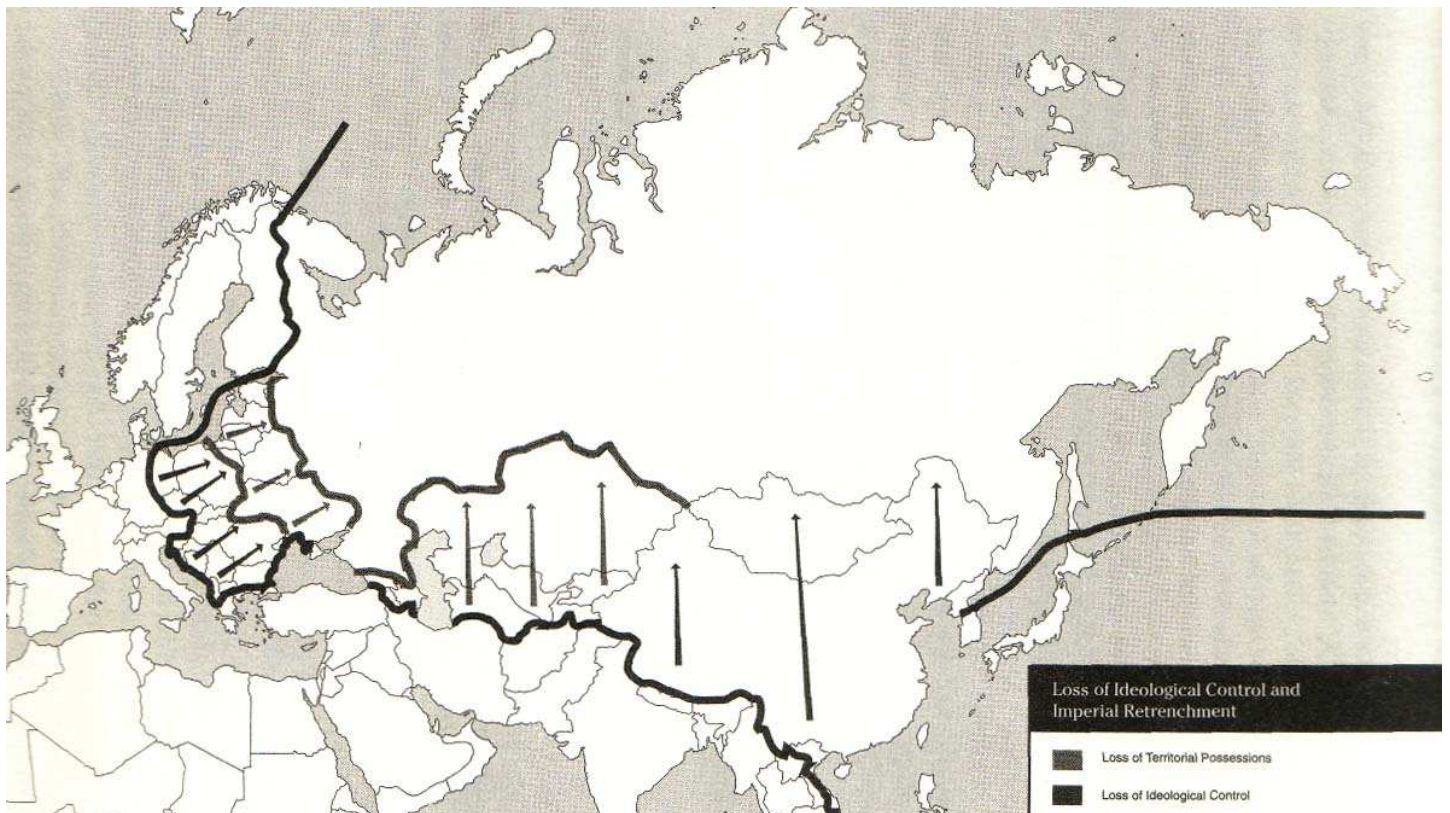 Loss of Ideological Control and
Imperial Retrenchment
Loss of Territorial Possessions
Loss of Ideological Control